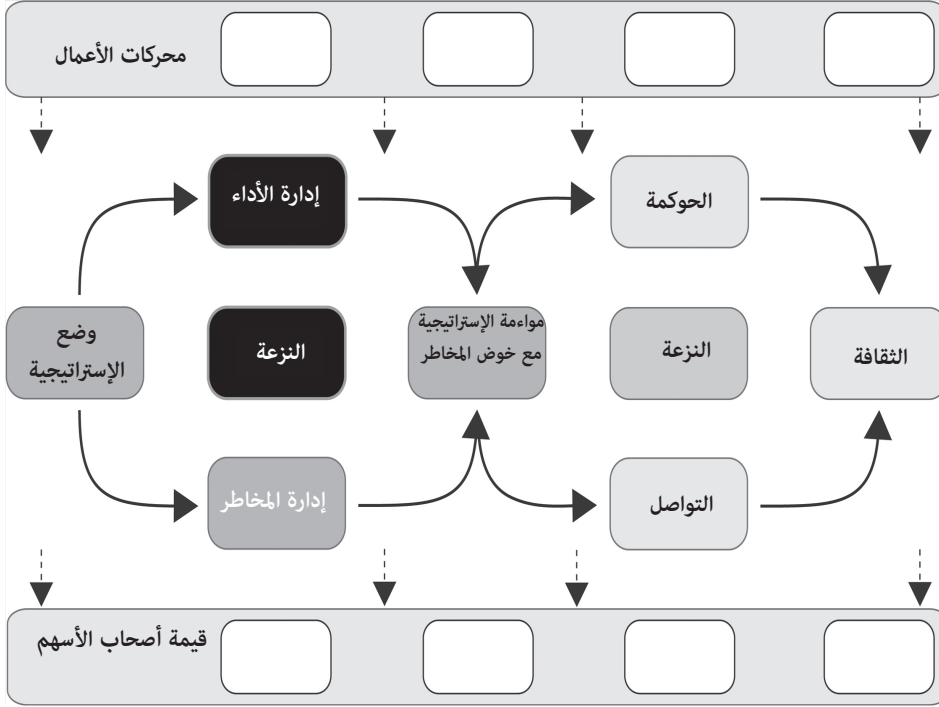 محركات الأعمال
إدارة الأداء
الحوكمة
وضع
الإستراتيجية
النزعة
مواءمة الإستراتيجية
مع خوض المخاطر
النزعة
الثقافة
إدارة المخاطر
التواصل
قيمة أصحاب الأسهم